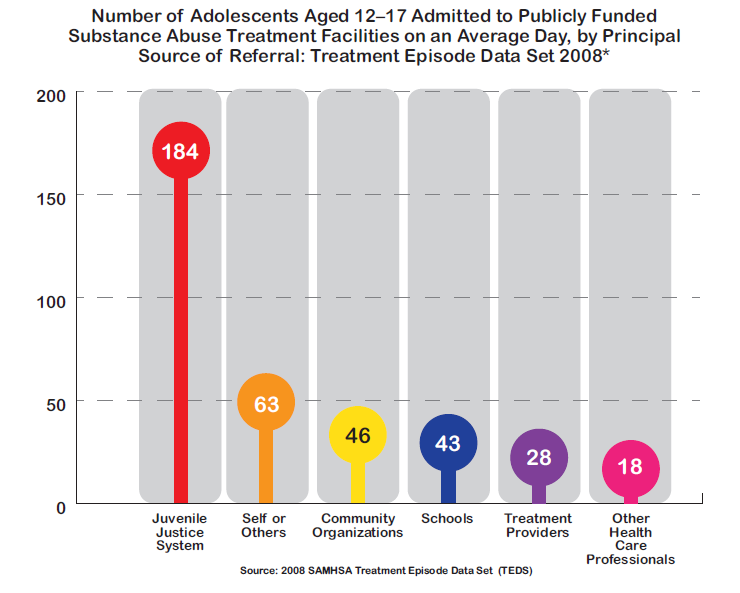 Number of Adolescents Aged 12–17 Admitted to Publicly Funded
Substance Abuse Treatment Facilities on an Average Day, by Principal
Source of Referral: Treatment Episode Data Set 2008*
200
150
100
50
0
184
63
46
43
28
18
Juvenile
Justice
System
Self or
Others
Community
Organizations
Schools
Treatment
Providers
Other
Health
Care
Professionals
Source: 2008 SAMHSA Treatment Episode Data Set (TEDS)